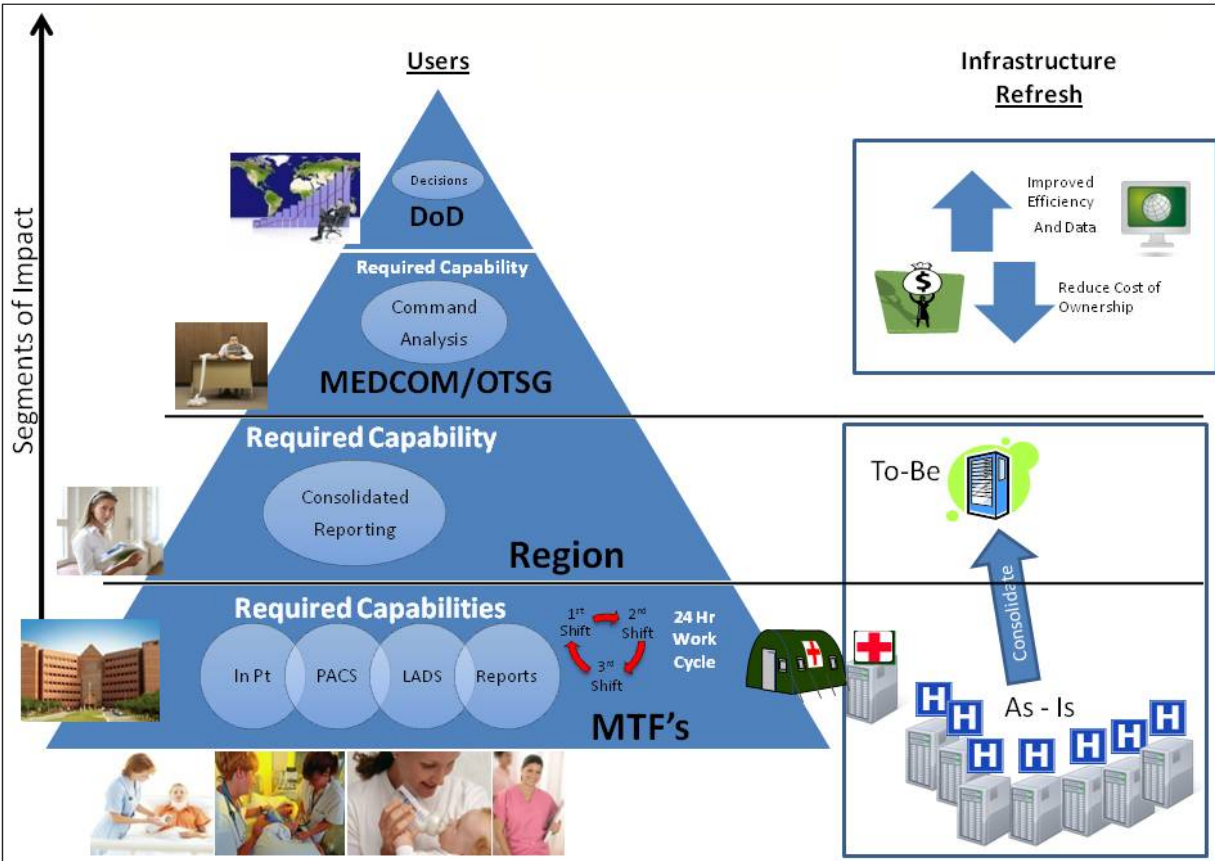 Users
Infrastructure
Refresh
Segments of Impact
Decisions
DoD
Improved
Efficiency
And Data
$
Reduce Cost of
Ownership
Required Capability
Command
Analysis
MEDCOM/OTSG
Required Capability
Consolidated
Reporting
Region
To-Be
Consolidate
Required Capabilities
In Pt
PACS
LADS
Reports
1st
Shift
2nd
Shift
3rd
Shift
24 Hr
Work
Cycle
MTF's
As - Is
H
H
H
H
H
H
H